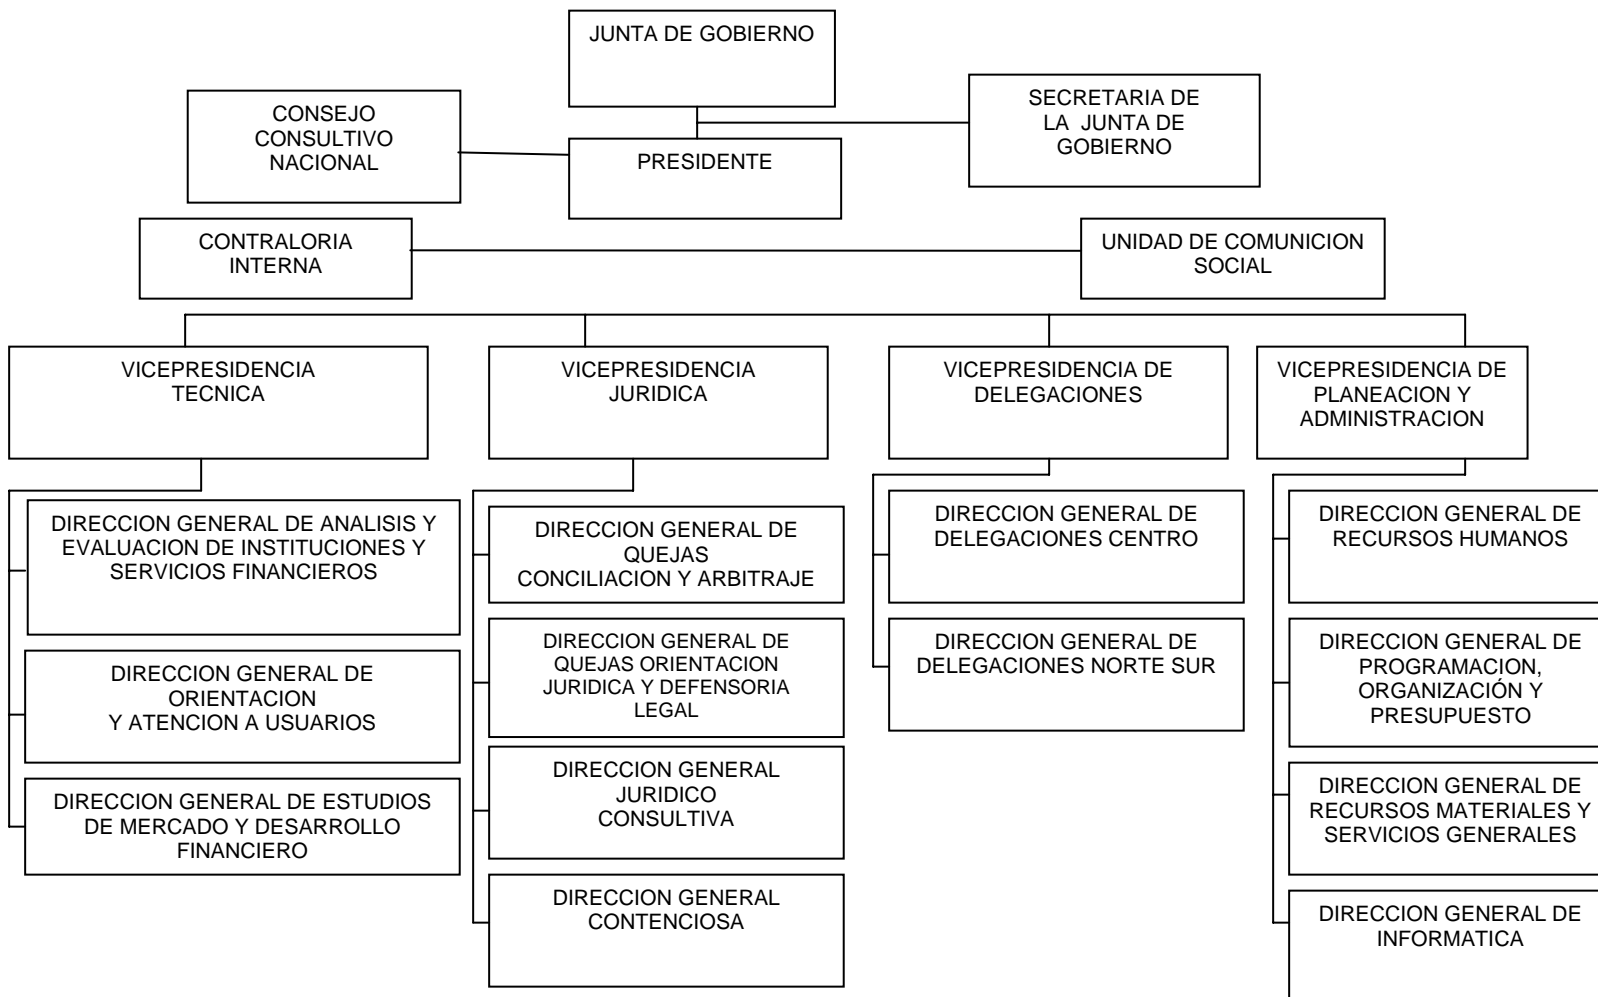 JUNTA DE GOBIERNO
CONSEJO
CONSULTIVO
NACIONAL
SECRETARIA DE
LA JUNTA DE
GOBIERNO
PRESIDENTE
CONTRALORIA
INTERNA
UNIDAD DE COMUNICION
SOCIAL
VICEPRESIDENCIA
TECNICA
VICEPRESIDENCIA
JURIDICA
VICEPRESIDENCIA DE
DELEGACIONES
VICEPRESIDENCIA DE
PLANEACION Y
ADMINISTRACION
DIRECCION GENERAL DE ANALISIS Y
EVALUACION DE INSTITUCIONES Y
SERVICIOS FINANCIEROS
DIRECCION GENERAL DE
ORIENTACION
Y ATENCION A USUARIOS
DIRECCION GENERAL DE ESTUDIOS
DE MERCADO Y DESARROLLO
FINANCIERO
DIRECCION GENERAL DE
QUEJAS
CONCILIACION Y ARBITRAJE
DIRECCION GENERAL DE
QUEJAS ORIENTACION
JURIDICA Y DEFENSORIA
LEGAL
DIRECCION GENERAL
JURIDICO
CONSULTIVA
DIRECCION GENERAL
CONTENCIOSA
DIRECCION GENERAL DE
DELEGACIONES CENTRO
DIRECCION GENERAL DE
DELEGACIONES NORTE SUR
DIRECCION GENERAL DE
RECURSOS HUMANOS
DIRECCION GENERAL DE
PROGRAMACION,
ORGANIZACIÓN Y
PRESUPUESTO
DIRECCION GENERAL DE
RECURSOS MATERIALES Y
SERVICIOS GENERALES
DIRECCION GENERAL DE
INFORMATICA